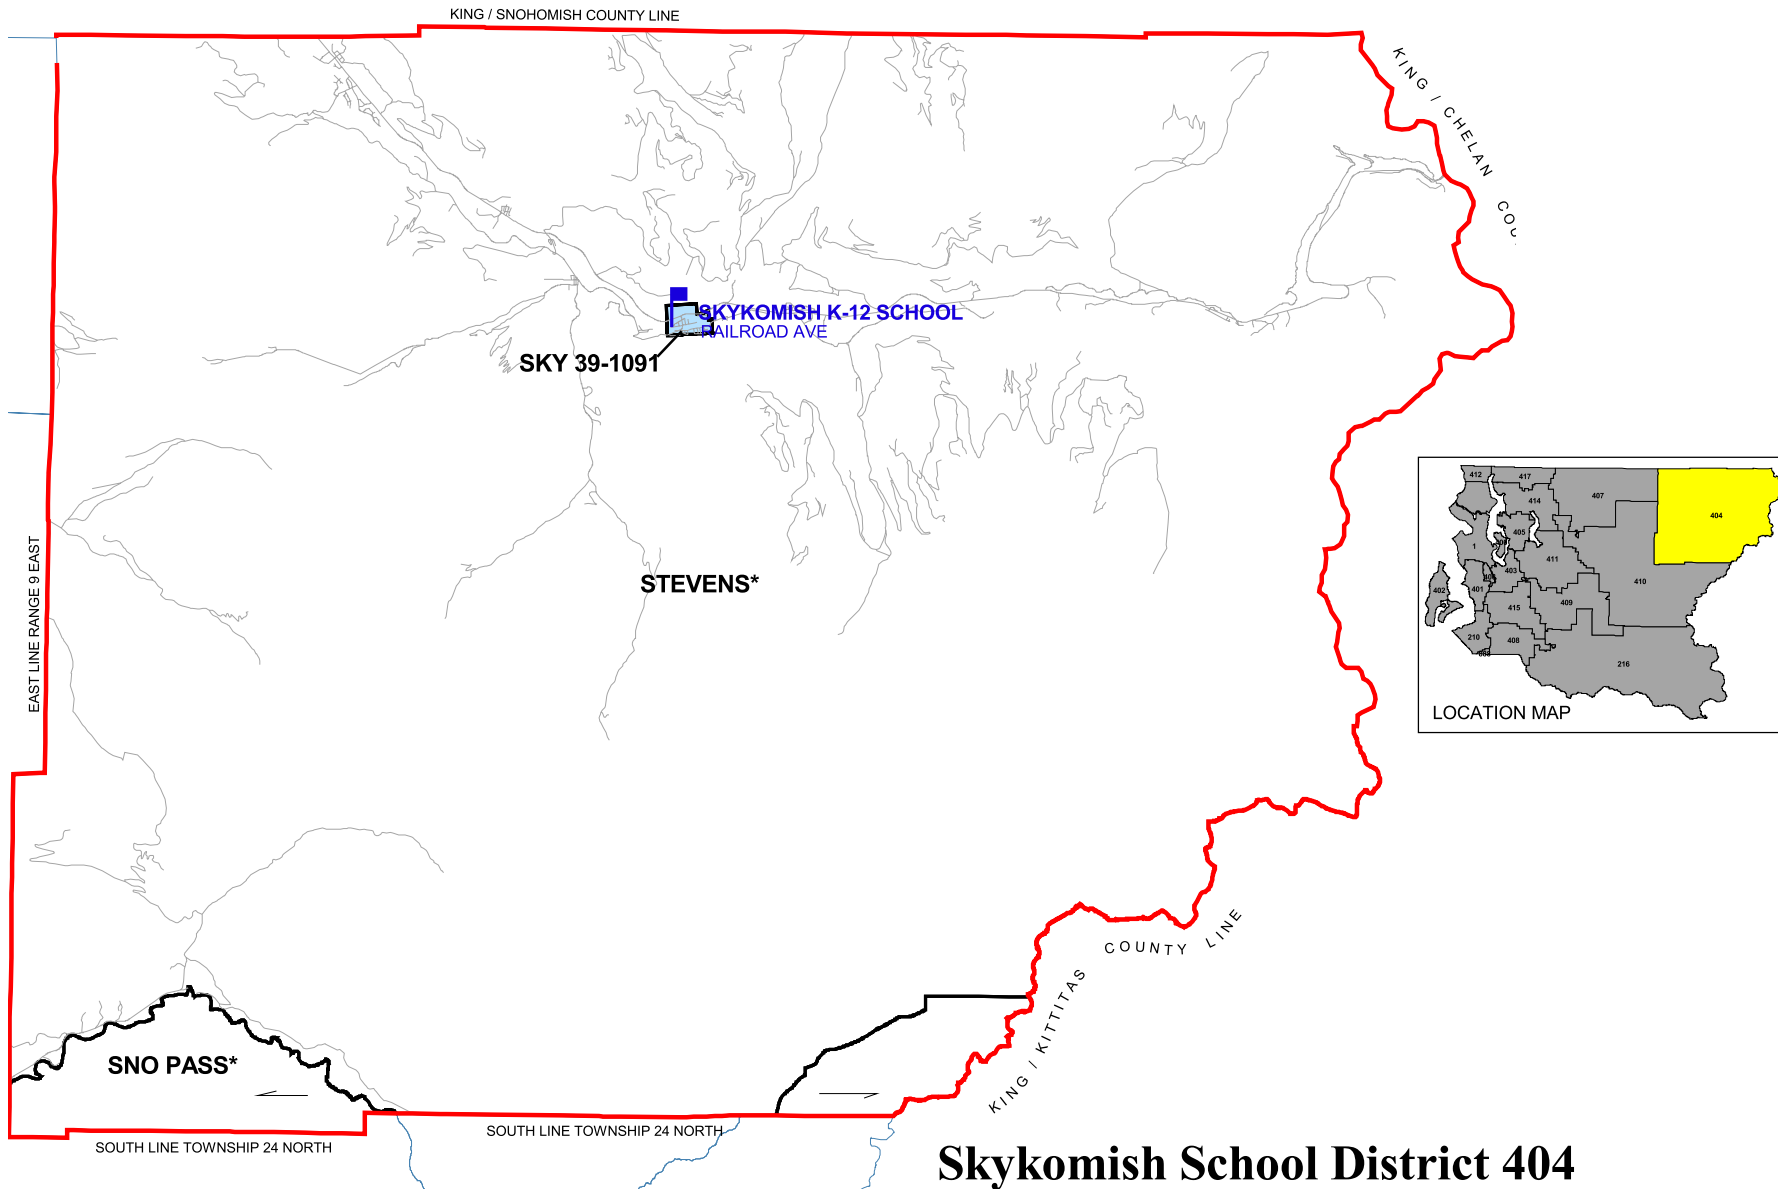 KING / SNOHOMISH COUNTY LINE
KING / CHELAN COU
SKYKOMISH K-12 SCHOOL
RAILROAD AVE
SKY 39-1091
EAST LINE RANGE 9 EAST
STEVENS*
412
417
407
414
404
405
1
411
403
410
402
401
409
415
210
408
216
LOCATION MAP
KING / KITTITAS COUNTY LINE
SNO PASS*
SOUTH LINE TOWNSHIP 24 NORTH
SOUTH LINE TOWNSHIP 24 NORTH
Skykomish School District 404